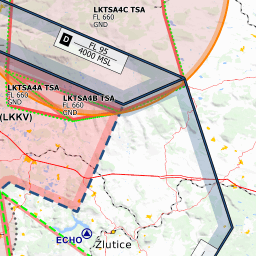 LKTSA4C TSA
FL 660
GND
D
FL 95
4000 MSL
LKTSA4A TSA
FL 660
GND
LKTSA4B TSA
FL 660
GND
(LKKV)
ECHO
Žlutice